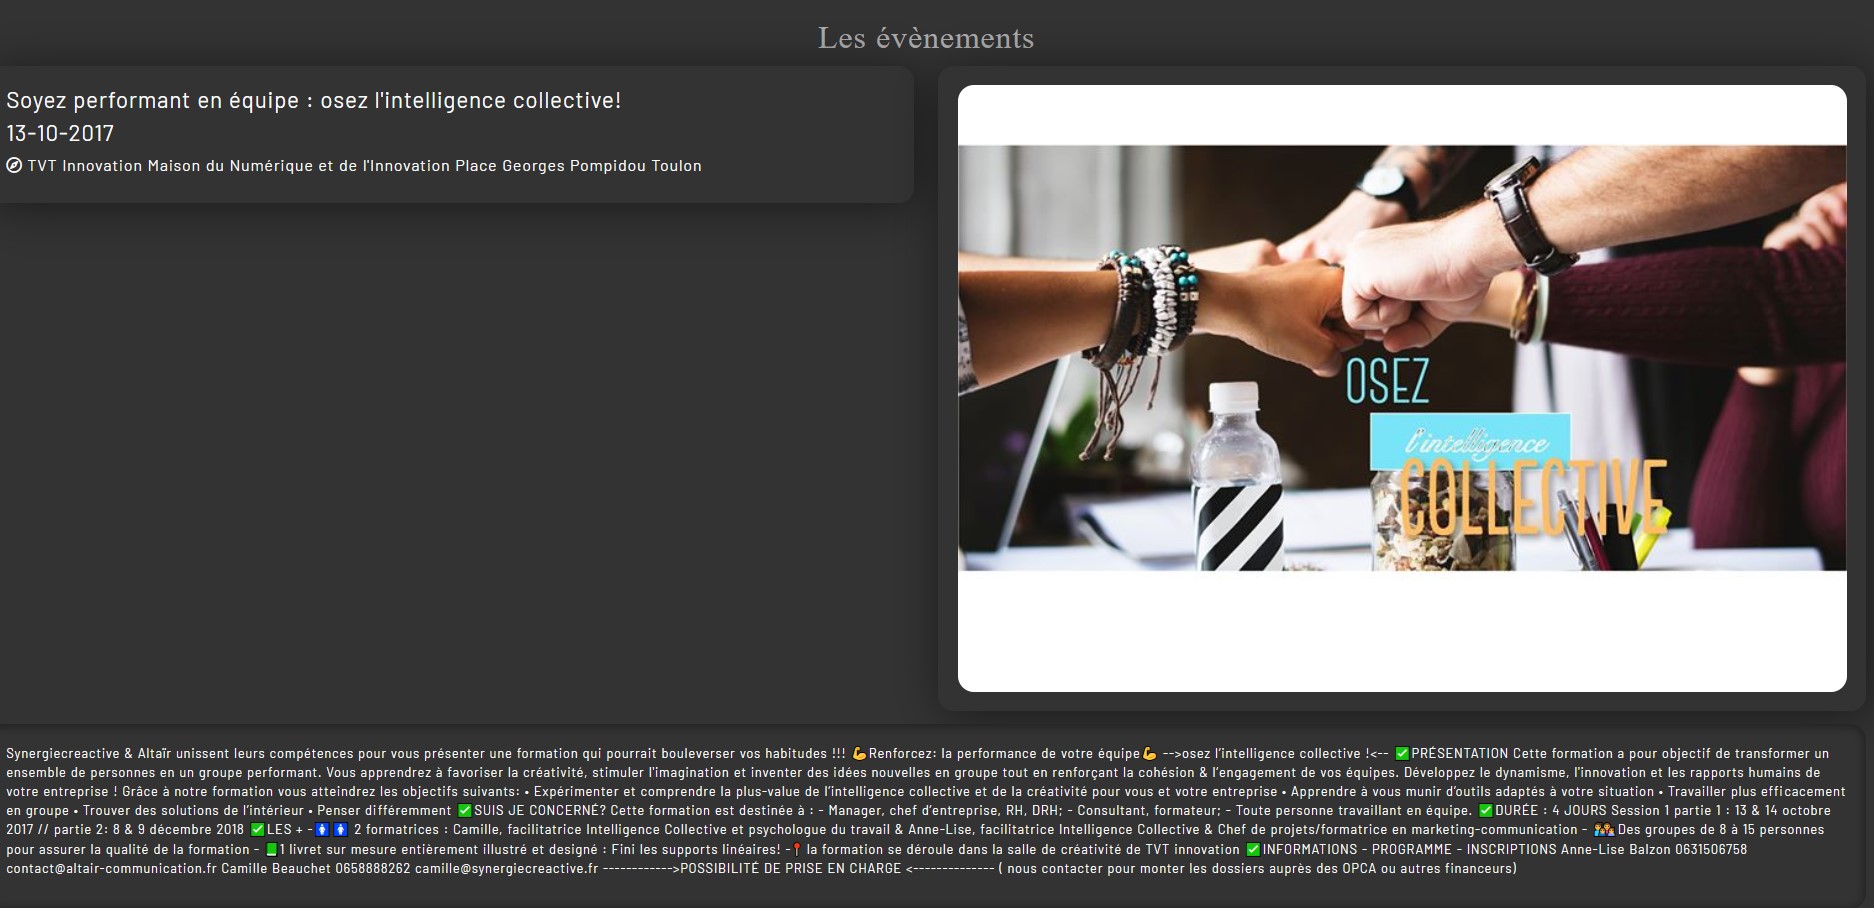 Les évènements
Soyez performant en équipe : osez l'intelligence collective!
13-10-2017
TVT Innovation Maison du Numérique et de l'Innovation Place Georges Pompidou Toulon
OSEZ
l'intelligence
COLLECTIVE
Synergiecreactive & Altaïr unissent leurs compétences pour vous présenter une formation qui pourrait bouleverser vos habitudes !!! 💪Renforcez: la performance de votre équipe💪 -->osez l’intelligence collective !<-- ✅PRÉSENTATION Cette formation a pour objectif de transformer un
ensemble de personnes en un groupe performant. Vous apprendrez à favoriser la créativité, stimuler l'imagination et inventer des idées nouvelles en groupe tout en renforçant la cohésion & l’engagement de vos équipes. Développez le dynamisme, l'innovation et les rapports humains de
votre entreprise ! Grâce à notre formation vous atteindrez les objectifs suivants: • Expérimenter et comprendre la plus-value de l’intelligence collective et de la créativité pour vous et votre entreprise • Apprendre à vous munir d’outils adaptés à votre situation • Travailler plus efficacement
en groupe • Trouver des solutions de l’intérieur • Penser différemment ✅SUIS JE CONCERNÉ? Cette formation est destinée à : - Manager, chef d’entreprise, RH, DRH; - Consultant, formateur; - Toute personne travaillant en équipe. ✅DURÉE : 4 JOURS Session 1 partie 1 : 13 & 14 octobre
2017 // partie 2: 8 & 9 décembre 2018 ✅LES + -🚺🚺 2 formatrices : Camille, facilitatrice Intelligence Collective et psychologue du travail & Anne-Lise, facilitatrice Intelligence Collective & Chef de projets/formatrice en marketing-communication - 👫Des groupes de 8 à 15 personnes
pour assurer la qualité de la formation - 📗1 livret sur mesure entièrement illustré et designé : Fini les supports linéaires! -📍 la formation se déroule dans la salle de créativité de TVT innovation ✅INFORMATIONS - PROGRAMME - INSCRIPTIONS Anne-Lise Balzon 0631506758
contact@altair-communication.fr Camille Beauchet 0658888262 camille@synergiecreactive.fr ------------>POSSIBILITÉ DE PRISE EN CHARGE <-------------- ( nous contacter pour monter les dossiers auprès des OPCA ou autres financeurs)